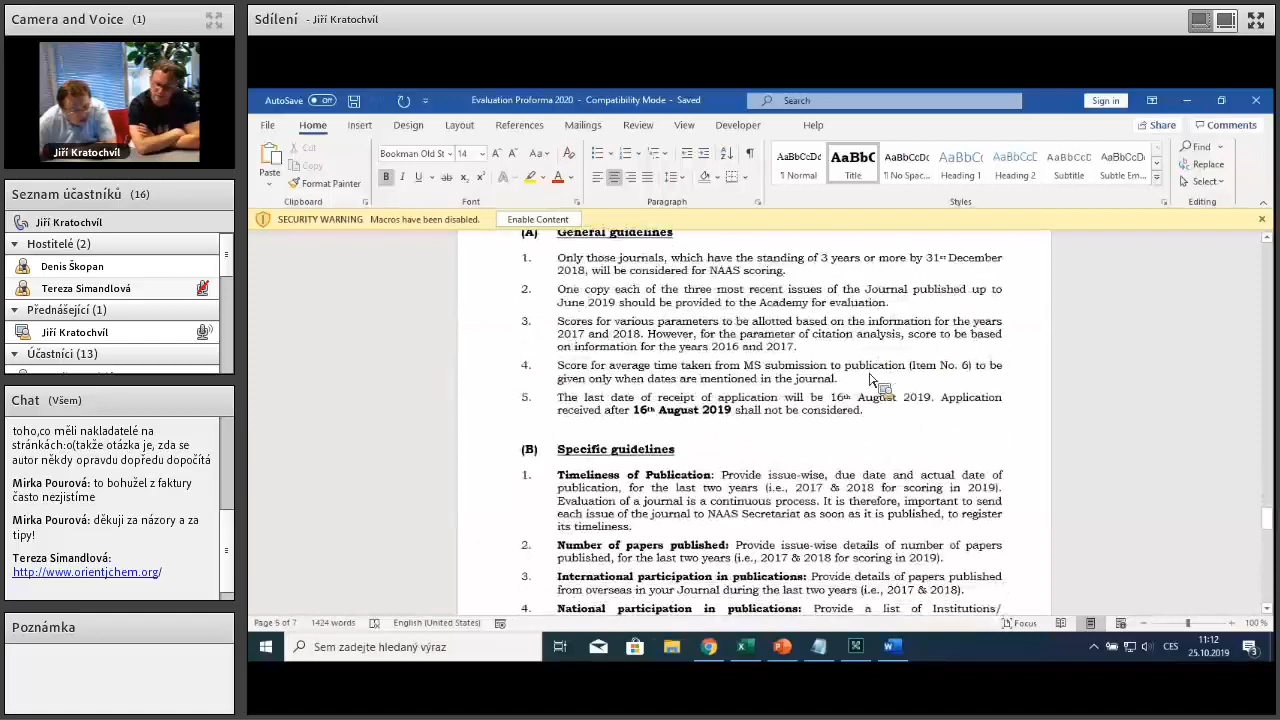 Camera and Voice (1)
Jiří Kratochvíl
Seznam účastníků (16)
Jiří Kratochvíl
Hostitelé (2)
Denis Škopan
Tereza Simandlová
Přednášející (1)
Jiří Kratochvíl
Účastníci (13)
Chat (Všem)
toho,co měli nakladatelé na
stránkách:o(takže otázka je, zda se
autor někdy opravdu dopředu dopočítá
Mirka Pourová: to bohužel z faktury
často nezjistíme
Mirka Pourová: děkuji za názory a za
tipy!
Tereza Simandlová:
http://www.orientjchem.org/
Poznámka
Sdílení - Jiří Kratochvíl
AutoSave Off
Evaluation Proforma 2020 - Compatibility Mode - Saved
Search
Sign in
File Home Insert Design Layout References Mailings Review View Developer Help
Share Comments
Paste
Cut
Copy
Format Painter
Clipboard
Bookman Old St 14
Font
Paragraph
AaBbCcDd AaBbC AaBbCcDd AaBbCc AaBbCc AaBbCcD AaBbCcDd
¶ Normal Title ¶ No Spac... Heading 1 Heading 2 Subtitle Subtle Em...
Styles
Find
Replace
Select
Editing
SECURITY WARNING Macros have been disabled. Enable Content
(A) General guidelines
1. Only those journals, which have the standing of 3 years or more by 31st December
2018, will be considered for NAAS scoring.
2. One copy each of the three most recent issues of the Journal published up to
June 2019 should be provided to the Academy for evaluation.
3. Scores for various parameters to be allotted based on the information for the years
2017 and 2018. However, for the parameter of citation analysis, score to be based
on information for the years 2016 and 2017.
4. Score for average time taken from MS submission to publication (Item No. 6) to be
given only when dates are mentioned in the journal.
5. The last date of receipt of application will be 16th August 2019. Application
received after 16th August 2019 shall not be considered.
(B) Specific guidelines
1. Timeliness of Publication: Provide issue-wise, due date and actual date of
publication, for the last two years (i.e., 2017 & 2018 for scoring in 2019).
Evaluation of a journal is a continuous process. It is therefore, important to send
each issue of the journal to NAAS Secretariat as soon as it is published, to register
its timeliness.
2. Number of papers published: Provide issue-wise details of number of papers
published, for the last two years (i.e., 2017 & 2018 for scoring in 2019).
3. International participation in publications: Provide details of papers published
from overseas in your Journal during the last two years (i.e., 2017 & 2018).
4. National participation in publications: Provide a list of Institutions/
Page 5 of 7 1424 words English (United States) Focus 100 %
Sem zadejte hledaný výraz
CES
11:12
25.10.2019
3